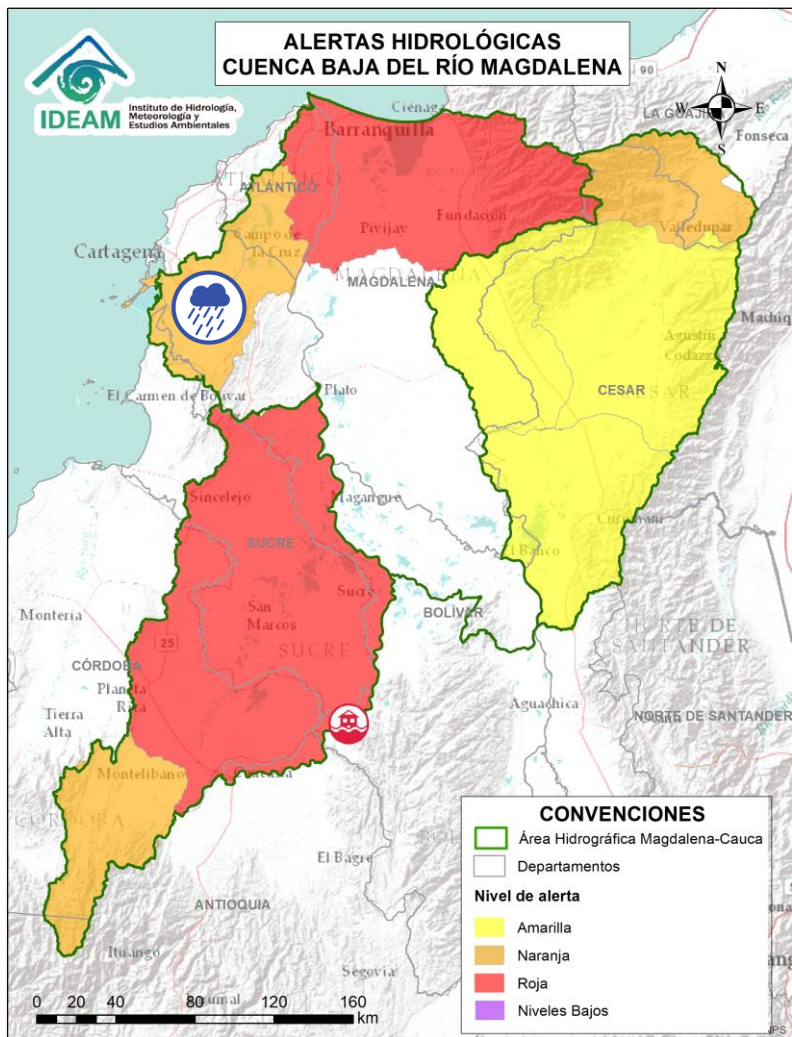 ALERTAS HIDROLÓGICAS
CUENCA BAJA DEL RÍO MAGDALENA
IDEAM
Instituto de Hidrología,
Meteorología y
Estudios Ambientales
N
W
E
S
90
LA GUAJI
Ciénaga
Fonseca
Barranquilla
ATLÁNTICO
Cartagena
Campo de
la Cruz
Pivijay
Fundación
Valledupar
MAGDALENA
MAGDALENA
Machiq
Agustín
Codazzi
CESAR
El Carmen de Bolívar
Plato
Sincelejo
Magangué
SUCRE
El Banco
Sucre
BOLÍVAR
San
Marcos
SUCRE
Montería
25
NORTE DE
SANTANDER
CÓRDOBA
Planeta
Rica
Aguachica
NORTE DE SANTANDER
Tierra
Alta
Montelíbano
CÓRDOBA
El Bagre
ANTIOQUIA
Ituango
Segovia
CONVENCIONES
Área Hidrográfica Magdalena-Cauca
Departamentos
Nivel de alerta
Amarilla
Naranja
Roja
Niveles Bajos
0 20 40 80 120 160
km